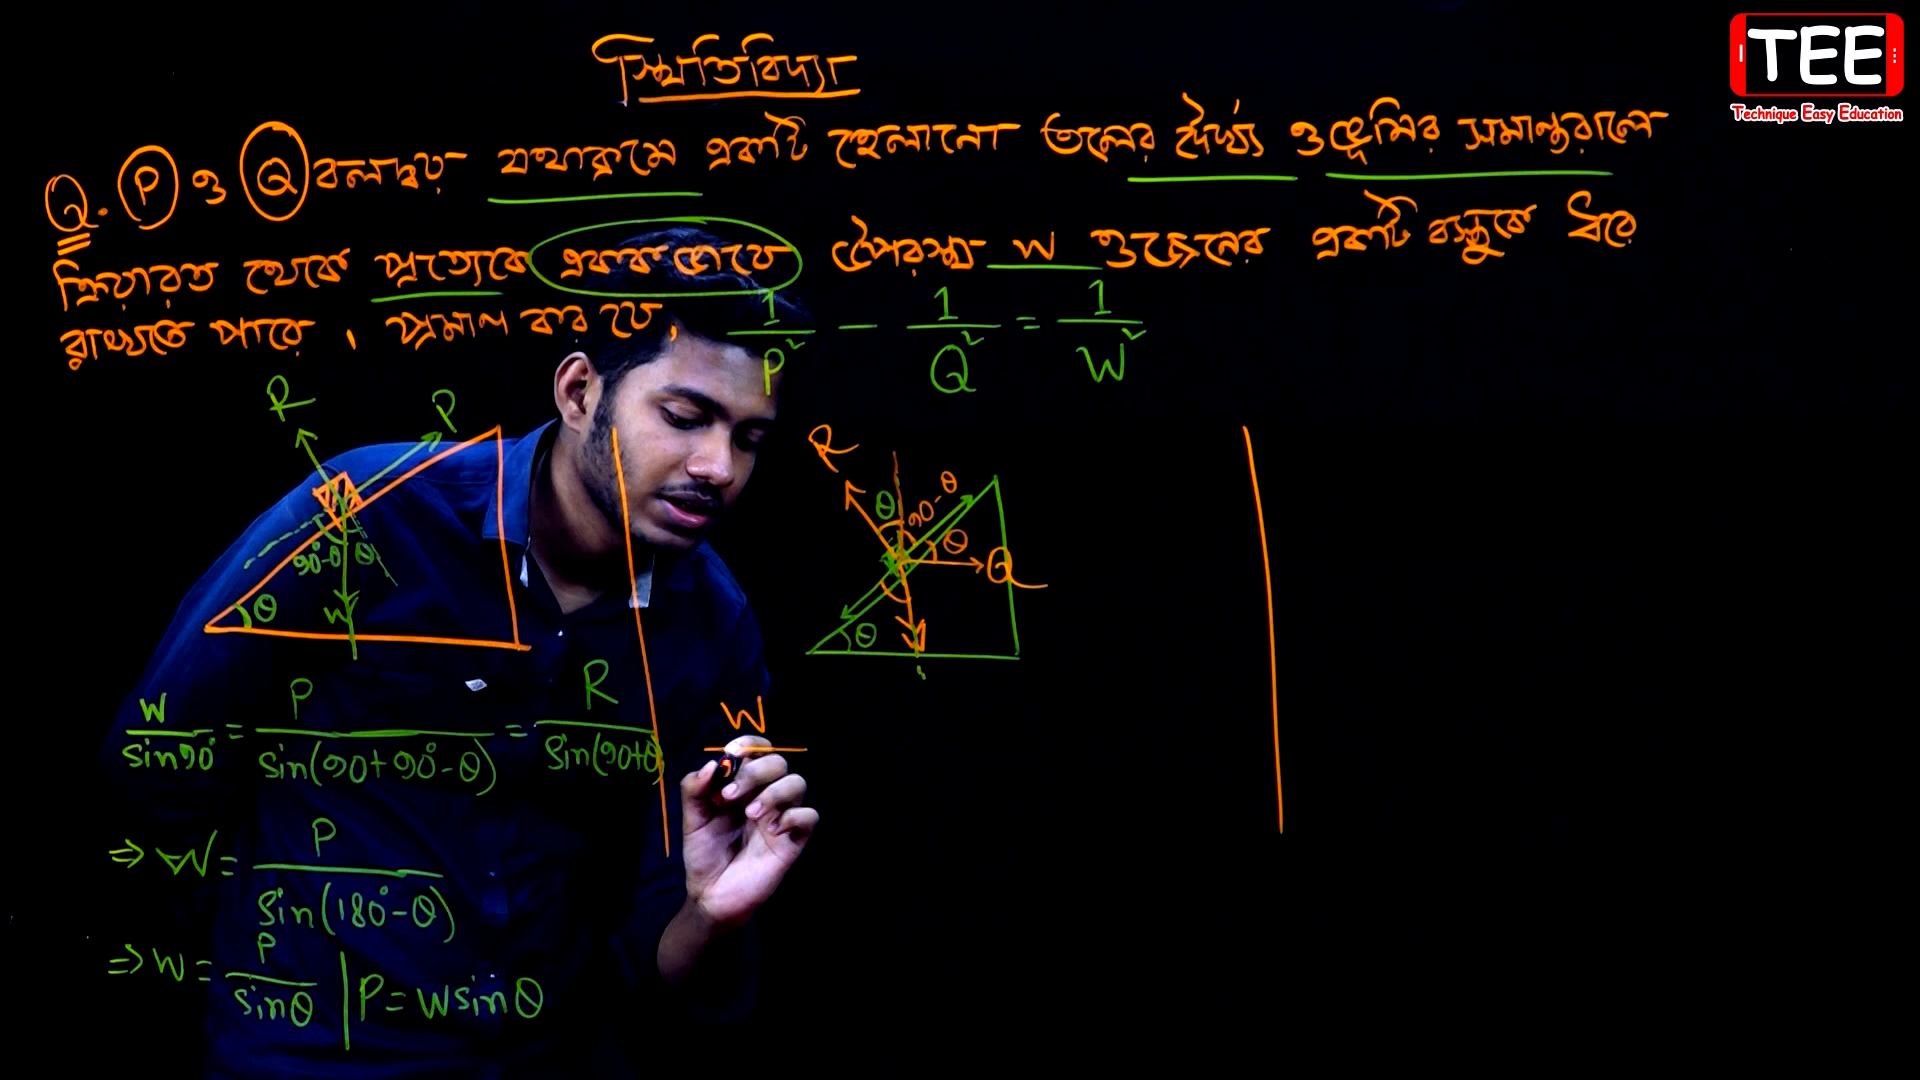 TEE
Technique Easy Education
স্থিতিবিদ্যা
Q. P ও Q বলদ্বয় যথাক্রমে একটি হেলানো তলের দৈর্ঘ্য ও ভূমির সমান্তরালে
ক্রিয়ারত থেকে প্রত্যেকে এককভাবে উপরস্থ W ওজনের একটি বস্তুকে ধরে
রাখতে পারে। প্রমাণ কর যে, 1/P² - 1/Q² = 1/W²
R P
90°-θ θ
θ W
R θ 90-θ
θ Q
θ
W/sin90° = P/sin(90+90°-θ) = R/sin(90+θ)
W
⇒ W = P/sin(180°-θ)
⇒ W = P/sinθ | P = W sinθ